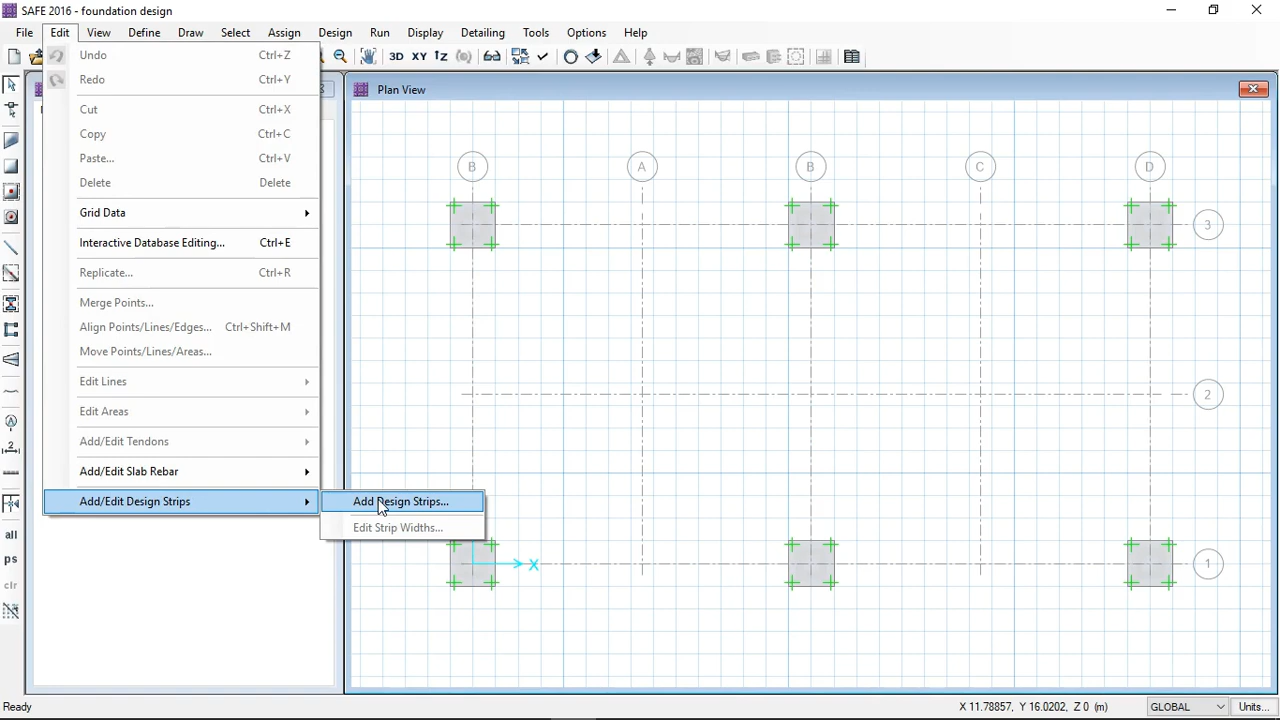 SAFE 2016 - foundation design
File Edit View Define Draw Select Assign Design Run Display Detailing Tools Options Help
3D XY
Plan View
Undo Ctrl+Z
Redo Ctrl+Y
Cut Ctrl+X
Copy Ctrl+C
Paste... Ctrl+V
Delete Delete
Grid Data
Interactive Database Editing... Ctrl+E
Replicate... Ctrl+R
Merge Points...
Align Points/Lines/Edges... Ctrl+Shift+M
Move Points/Lines/Areas...
Edit Lines
Edit Areas
Add/Edit Tendons
Add/Edit Slab Rebar
Add/Edit Design Strips
Add Design Strips...
Edit Strip Widths...
B A B C D
3
2
1
X
all
ps
clr
Ready X 11.78857, Y 16.0202, Z 0 (m) GLOBAL Units...